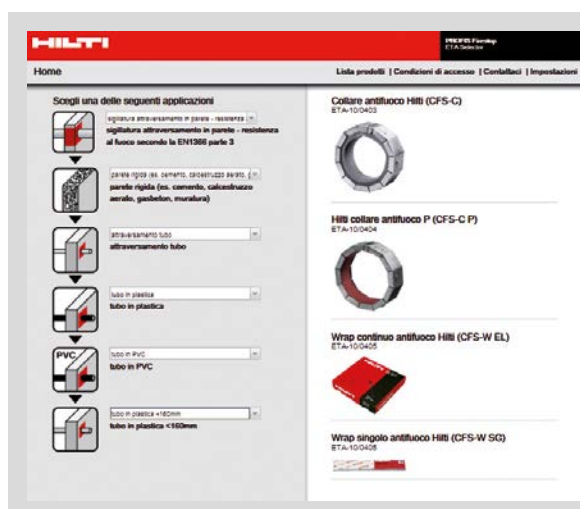 HILTI
PROFIS Firestop
ETA Selector
Home
Lista prodotti | Condizioni di accesso | Contattaci | Impostazioni
Scegli una delle seguenti applicazioni
sigillatura attraversamento in parete - resistenza
sigillatura attraversamento in parete - resistenza
al fuoco secondo la EN1366 parte 3
parete rigida (es. cemento, calcestruzzo aerato, g
parete rigida (es. cemento, calcestruzzo
aerato, gasbeton, muratura)
attraversamento tubo
attraversamento tubo
tubo in plastica
tubo in plastica
PVC
tubo in PVC
tubo in PVC
tubo in plastica <160mm
tubo in plastica <160mm
Collare antifuoco Hilti (CFS-C)
ETA-10/0403
Hilti collare antifuoco P (CFS-C P)
ETA-10/0404
Wrap continuo antifuoco Hilti (CFS-W EL)
ETA-10/0405
Wrap singolo antifuoco Hilti (CFS-W SG)
ETA-10/0405